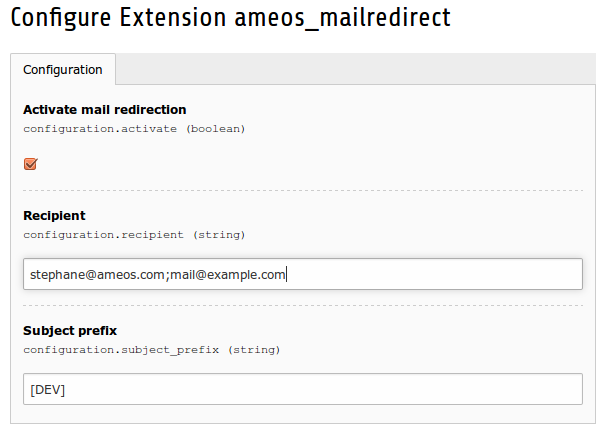 Configure Extension ameos_mailredirect
Configuration
Activate mail redirection
configuration.activate (boolean)
Recipient
configuration.recipient (string)
stephane@ameos.com;mail@example.com
Subject prefix
configuration.subject_prefix (string)
[DEV]